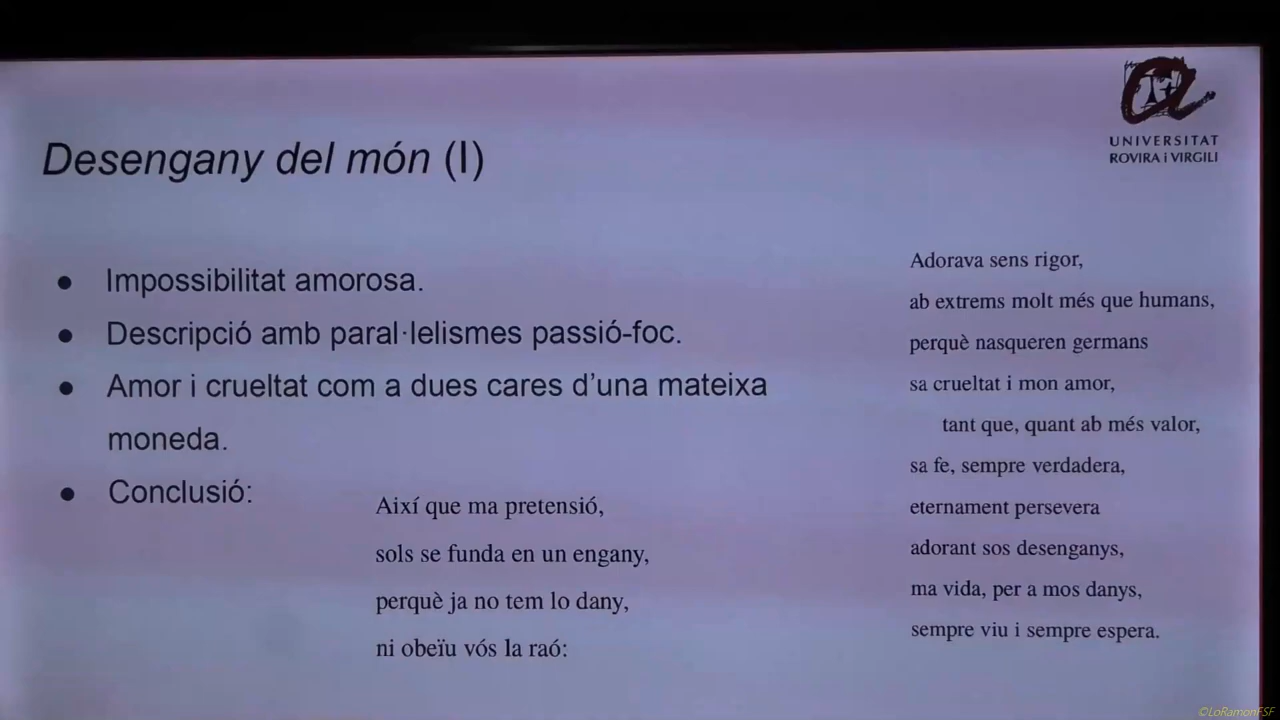 UNIVERSITAT
ROVIRA i VIRGILI
Desengany del món (I)
● Impossibilitat amorosa.
● Descripció amb paral·lelismes passió-foc.
● Amor i crueltat com a dues cares d’una mateixa
moneda.
● Conclusió:
Així que ma pretensió,
sols se funda en un engany,
perquè ja no tem lo dany,
ni obeïu vós la raó:
Adorava sens rigor,
ab extrems molt més que humans,
perquè nasqueren germans
sa crueltat i mon amor,
tant que, quant ab més valor,
sa fe, sempre verdadera,
eternament persevera
adorant sos desenganys,
ma vida, per a mos danys,
sempre viu i sempre espera.
©LoRamonFSF